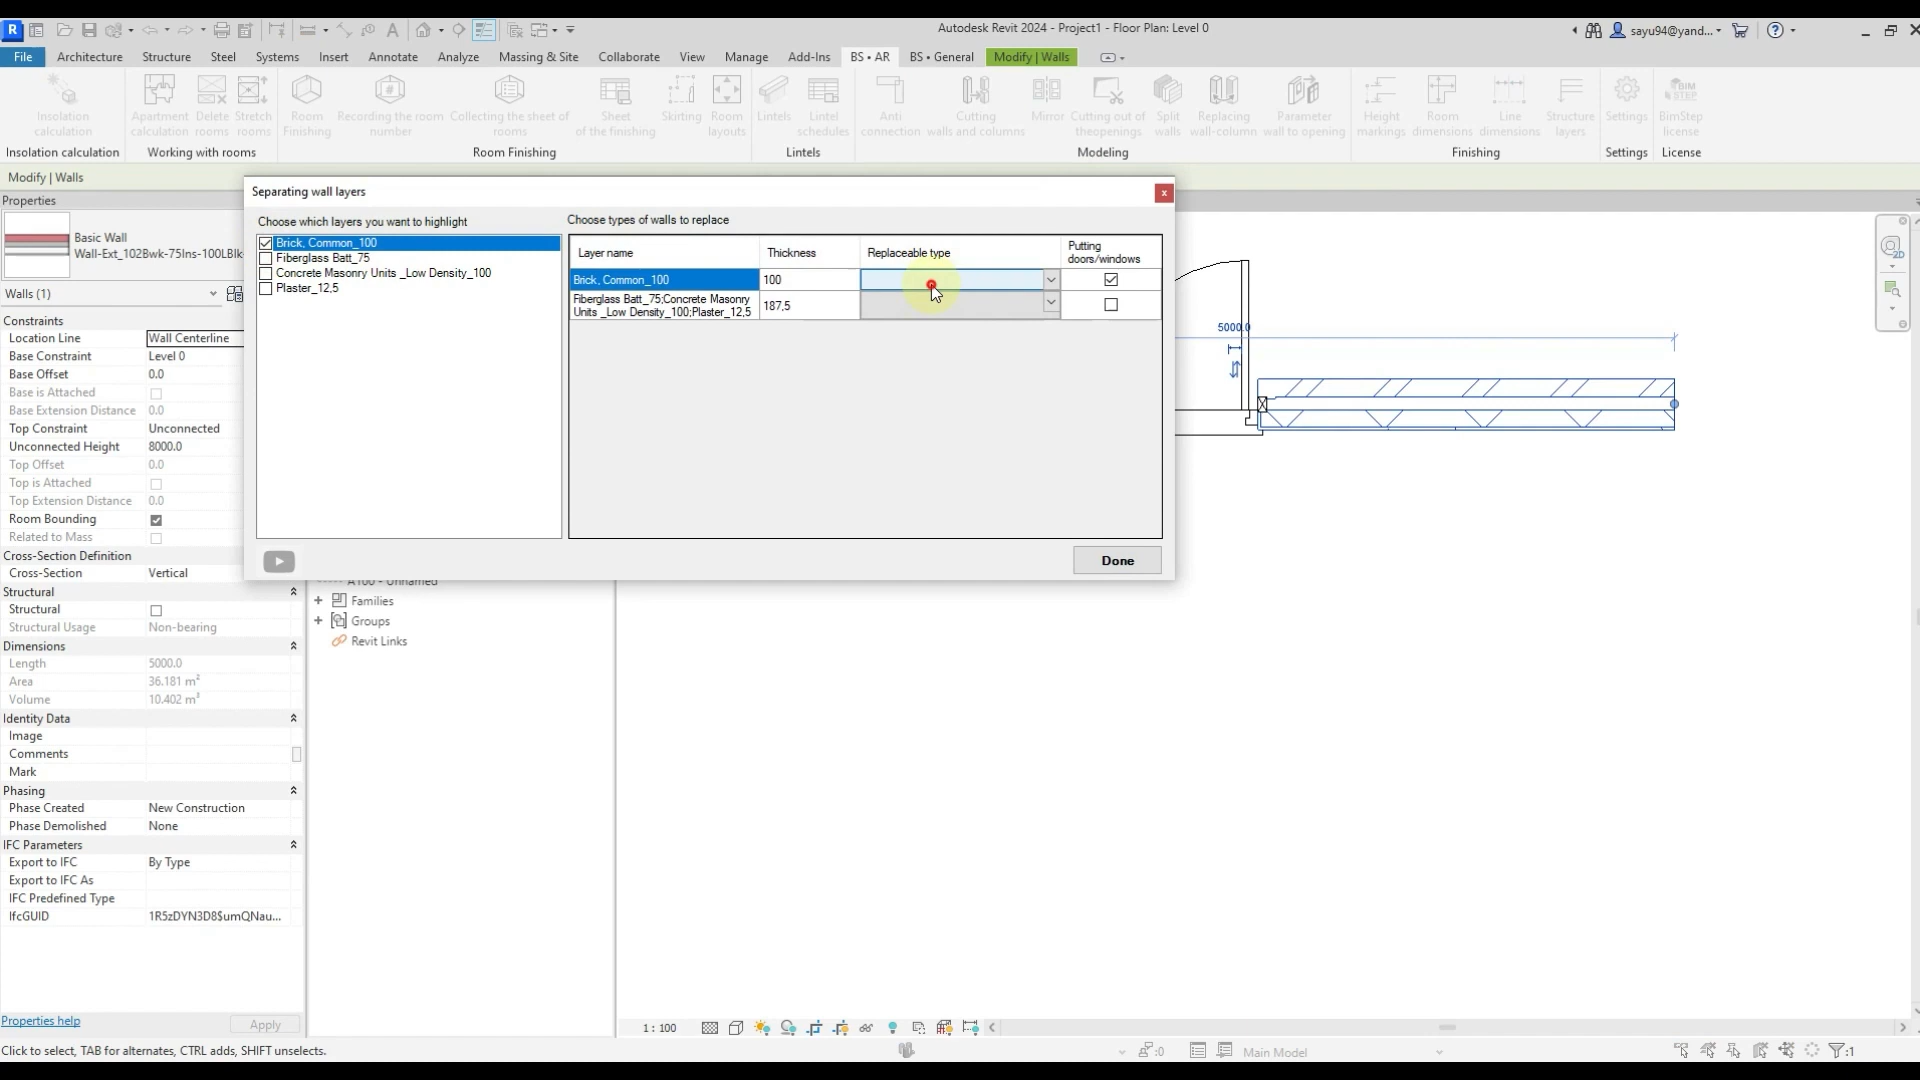 Autodesk Revit 2024 - Project1 - Floor Plan: Level 0
sayu94@yand...
File Architecture Structure Steel Systems Insert Annotate Analyze Massing & Site Collaborate View Manage Add-Ins BS • AR BS • General Modify | Walls
Insolation calculation
Apartment calculation
Delete rooms
Stretch rooms
Room Finishing
Recording the room number
Collecting the sheet of rooms
Sheet of the finishing
Skirting
Room layouts
Lintels
Lintel schedules
Anti connection
Cutting walls and columns
Mirror
Cutting out of theopenings
Split walls
Replacing wall-column
Parameter wall to opening
Height markings
Room dimensions
Line dimensions
Structure layers
Settings
BIM STEP
BimStep license
Insolation calculation Working with rooms Room Finishing Lintels Modeling Finishing Settings License
Modify | Walls
Properties
Basic Wall
Wall-Ext_102Bwk-75Ins-100LBlk-
Walls (1)
Constraints
Location Line Wall Centerline
Base Constraint Level 0
Base Offset 0.0
Base is Attached
Base Extension Distance 0.0
Top Constraint Unconnected
Unconnected Height 8000.0
Top Offset 0.0
Top is Attached
Top Extension Distance 0.0
Room Bounding
Related to Mass
Cross-Section Definition
Cross-Section Vertical
Structural
Structural
Structural Usage Non-bearing
Dimensions
Length 5000.0
Area 36.181 m²
Volume 10.402 m³
Identity Data
Image
Comments
Mark
Phasing
Phase Created New Construction
Phase Demolished None
IFC Parameters
Export to IFC By Type
Export to IFC As
IFC Predefined Type
IfcGUID 1R5zDYN3D8$umQNau...
Properties help Apply
Separating wall layers
Choose which layers you want to highlight
Brick, Common_100
Fiberglass Batt_75
Concrete Masonry Units _Low Density_100
Plaster_12,5
Choose types of walls to replace
Layer name Thickness Replaceable type Putting doors/windows
Brick, Common_100 100
Fiberglass Batt_75;Concrete Masonry Units _Low Density_100;Plaster_12,5 187,5
Done
A100 - Unnamed
Families
Groups
Revit Links
5000.0
2D
1 : 100
Click to select, TAB for alternates, CTRL adds, SHIFT unselects.
:0
Main Model
:1